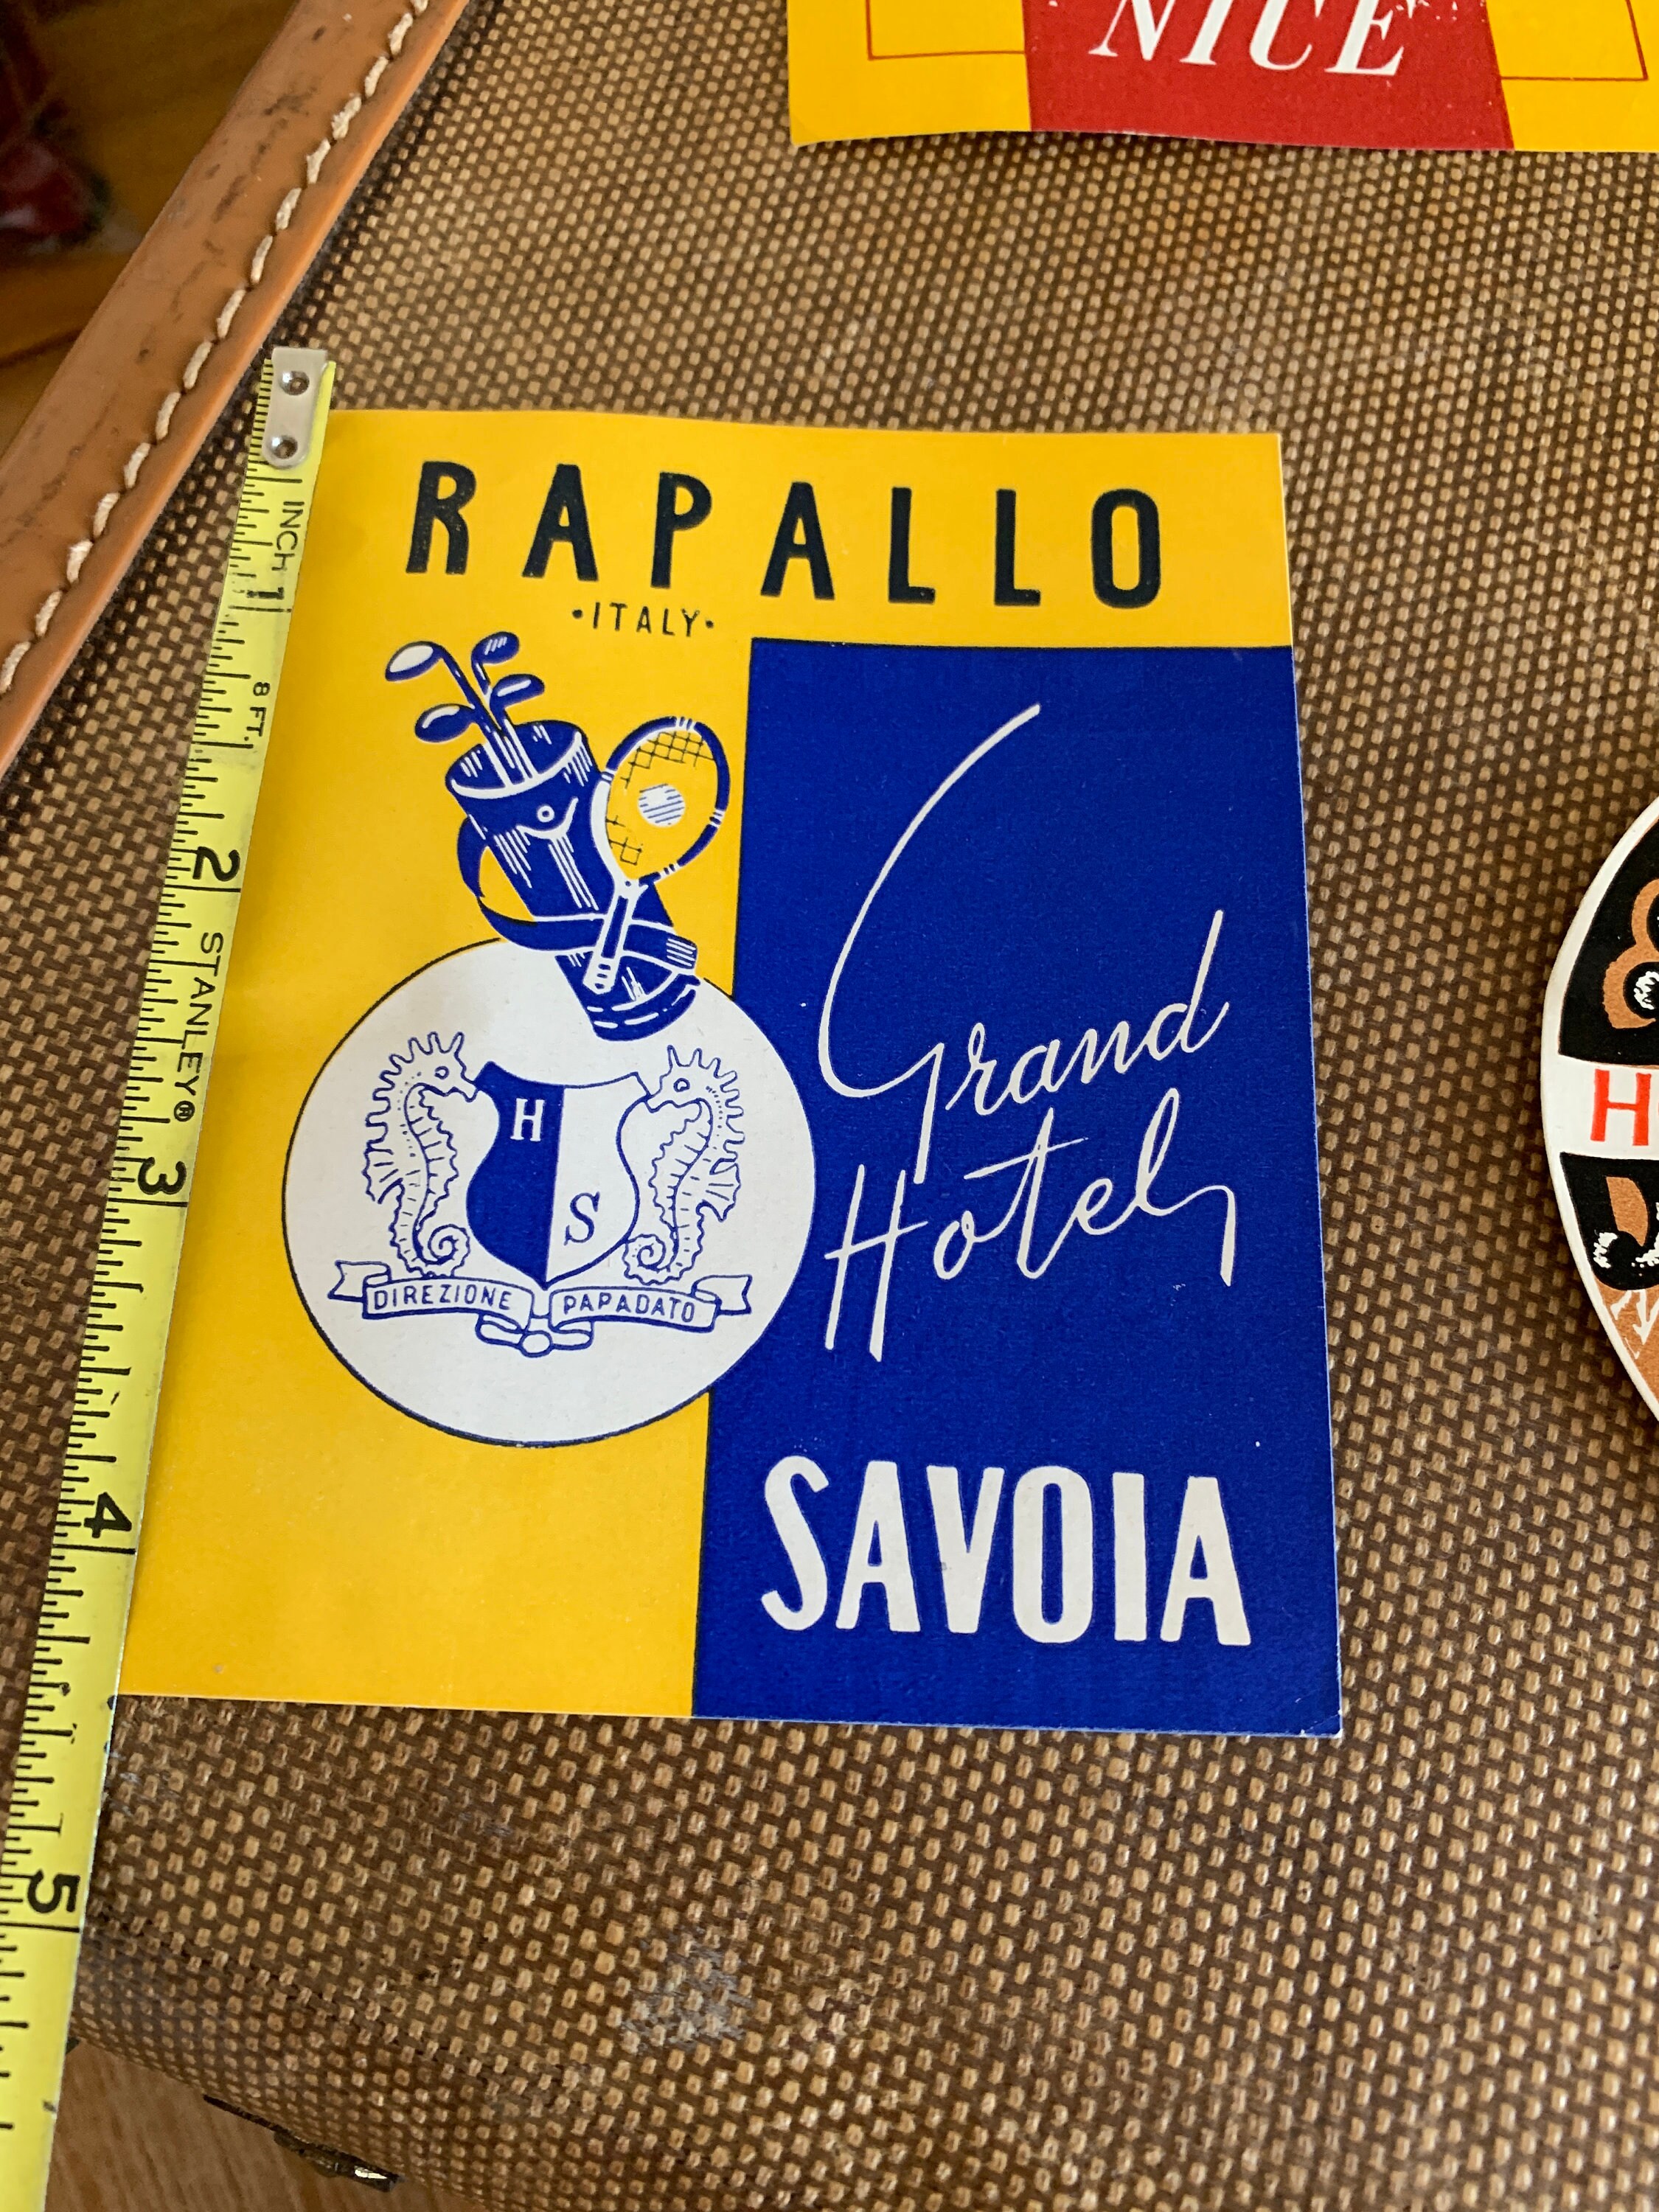 NICE
INCH
1
8 FT.
2
STANLEY®
3
4
5
RAPALLO
·ITALY·
H
S
DIREZIONE PAPADATO
Grand
Hotel
SAVOIA